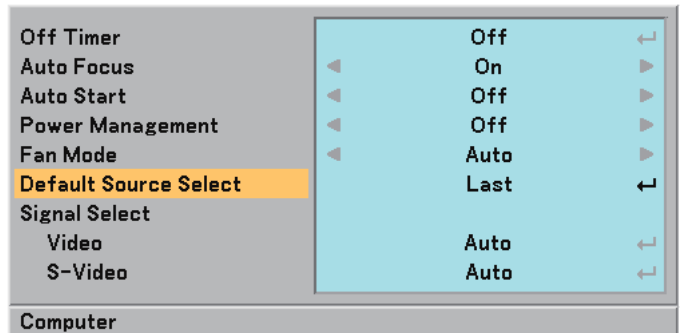 Off Timer Off
Auto Focus On
Auto Start Off
Power Management Off
Fan Mode Auto
Default Source Select Last
Signal Select
Video Auto
S-Video Auto
Computer